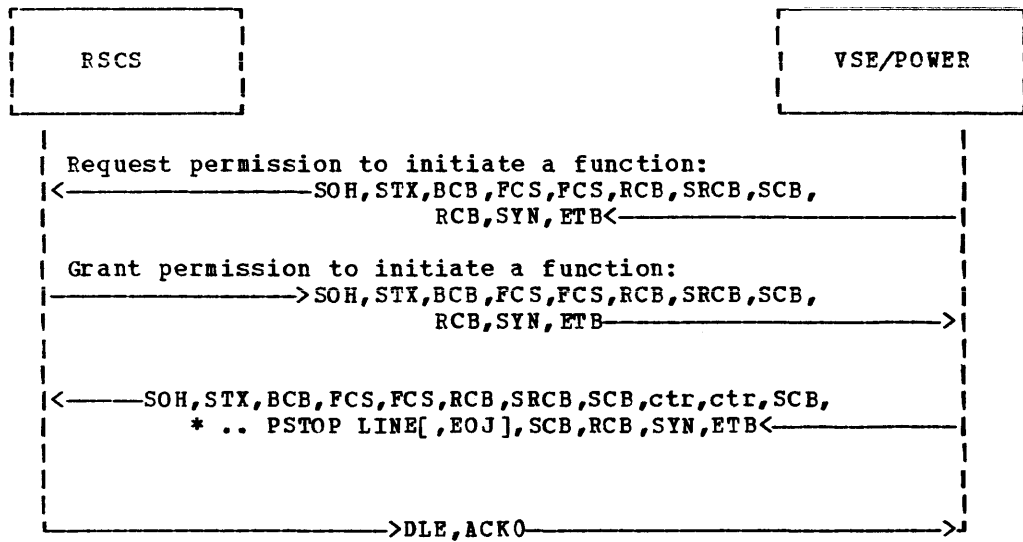 RSCS VSE/POWER
Request permission to initiate a function:
SOH,STX,BCB,FCS,FCS,RCB,SRCB,SCB,
RCB,SYN,ETB
Grant permission to initiate a function:
SOH,STX,BCB,FCS,FCS,RCB,SRCB,SCB,
RCB,SYN,ETB
SOH,STX,BCB,FCS,FCS,RCB,SRCB,SCB,ctr,ctr,SCB,
* .. PSTOP LINE[,EOJ],SCB,RCB,SYN,ETB
DLE,ACK0